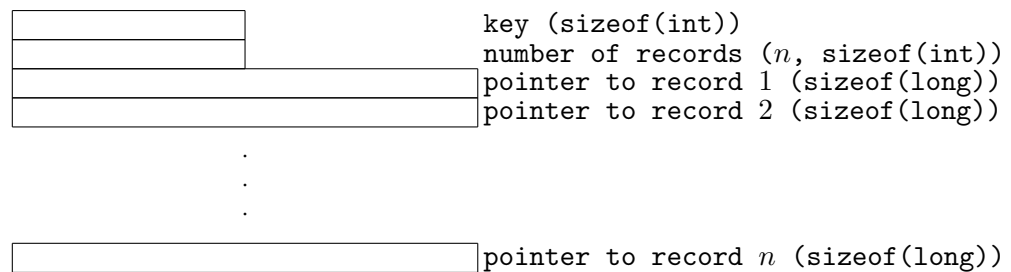 key (sizeof(int))
number of records (n, sizeof(int))
pointer to record 1 (sizeof(long))
pointer to record 2 (sizeof(long))
.
.
.
pointer to record n (sizeof(long))